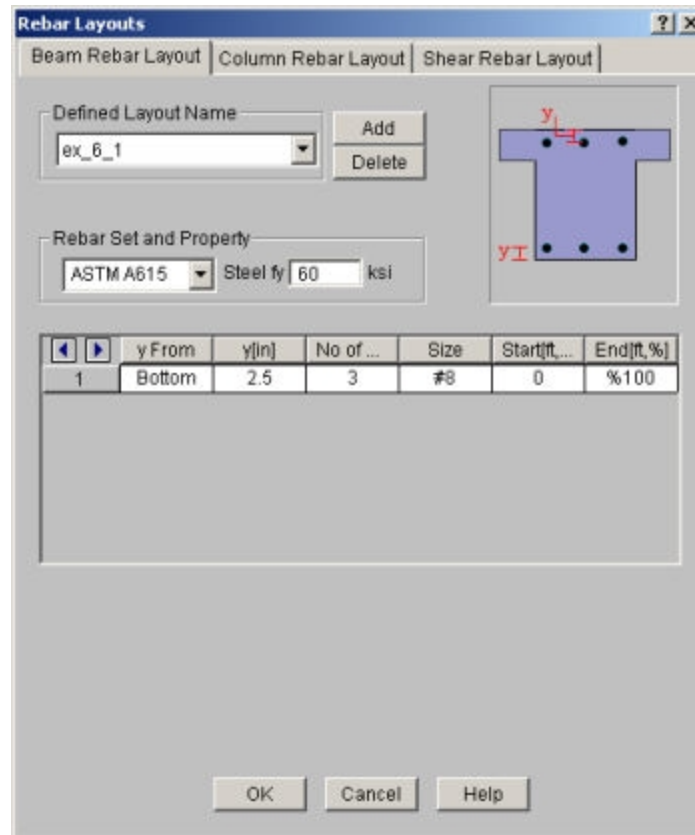 Rebar Layouts
Beam Rebar Layout Column Rebar Layout Shear Rebar Layout
Defined Layout Name
ex_6_1
Add
Delete
y
y
Rebar Set and Property
ASTM A615 Steel fy 60 ksi
y From y[in] No of ... Size Start[ft,... End[ft,%]
1 Bottom 2.5 3 #8 0 %100
OK Cancel Help